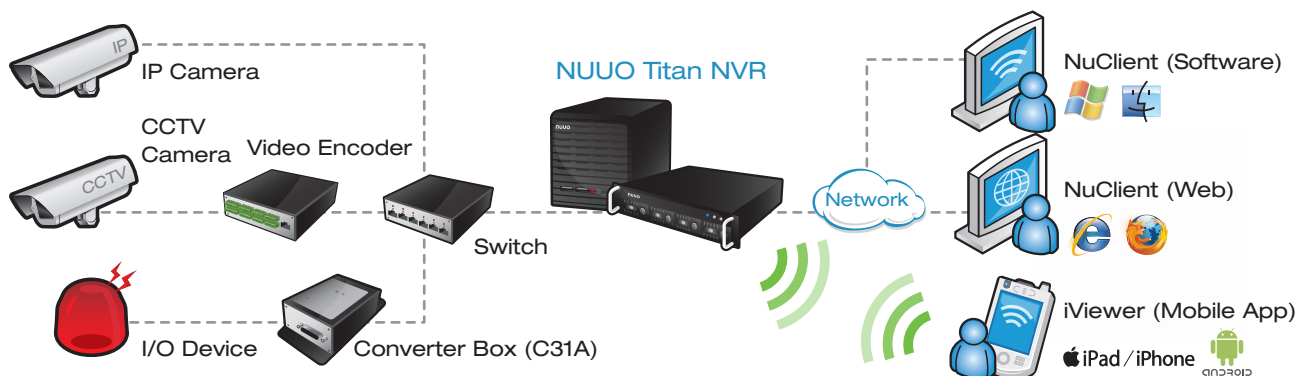 IP
IP Camera
CCTV
Camera
CCTV
Video Encoder
Switch
I/O Device
Converter Box (C31A)
NUUO Titan NVR
nuuo
nuuo
Network
NuClient (Software)
NuClient (Web)
iViewer (Mobile App)
iPad / iPhone
ANDROID